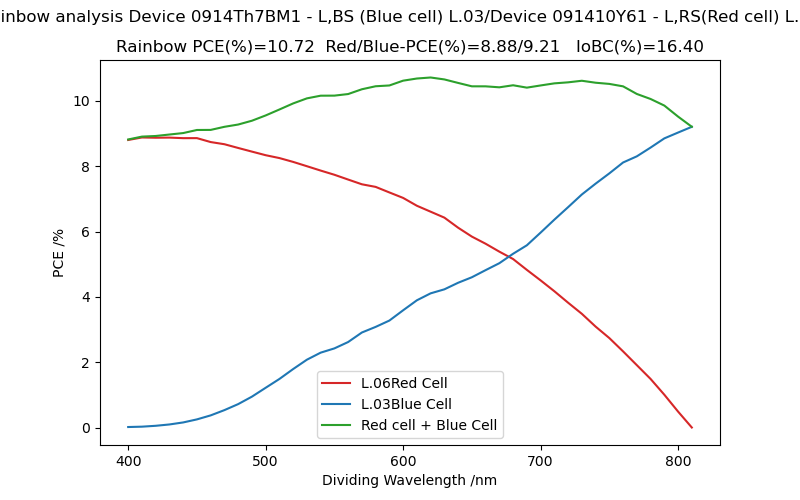 inbow analysis Device 0914Th7BM1 - L,BS (Blue cell) L.03/Device 091410Y61 - L,RS(Red cell) L.
Rainbow PCE(%)=10.72 Red/Blue-PCE(%)=8.88/9.21 IoBC(%)=16.40
PCE /%
10
8
6
4
2
0
L.06Red Cell
L.03Blue Cell
Red cell + Blue Cell
400 500 600 700 800
Dividing Wavelength /nm